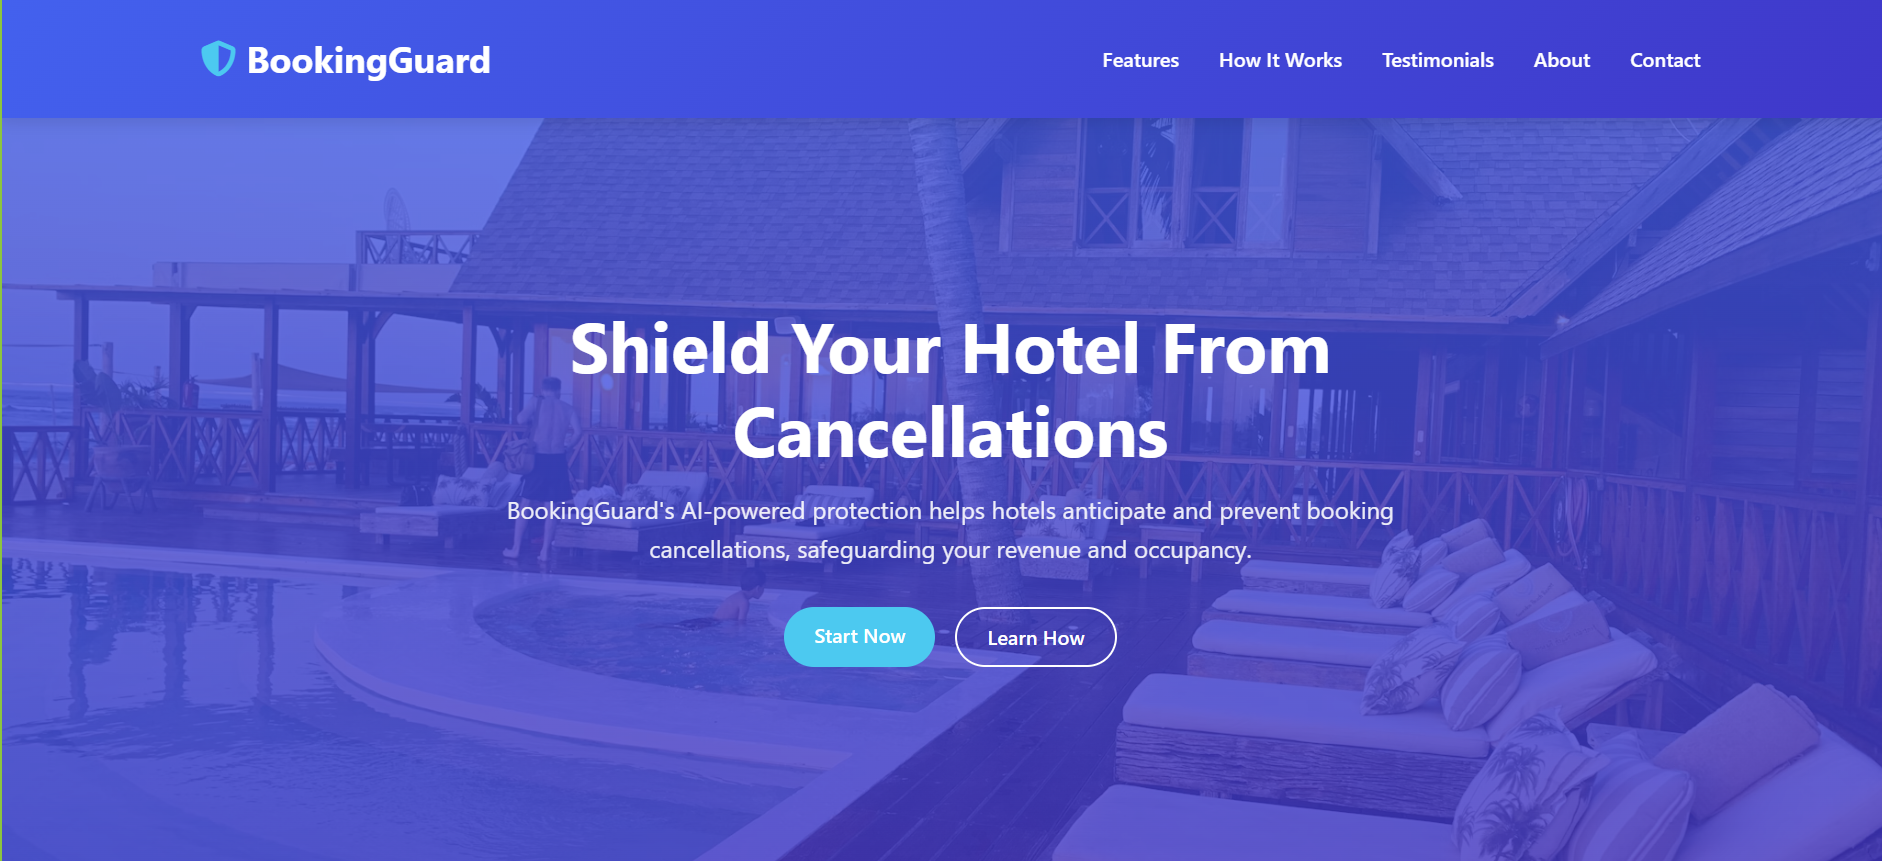 BookingGuard
Features
How It Works
Testimonials
About
Contact
Shield Your Hotel From
Cancellations
BookingGuard's AI-powered protection helps hotels anticipate and prevent booking
cancellations, safeguarding your revenue and occupancy.
Start Now
Learn How